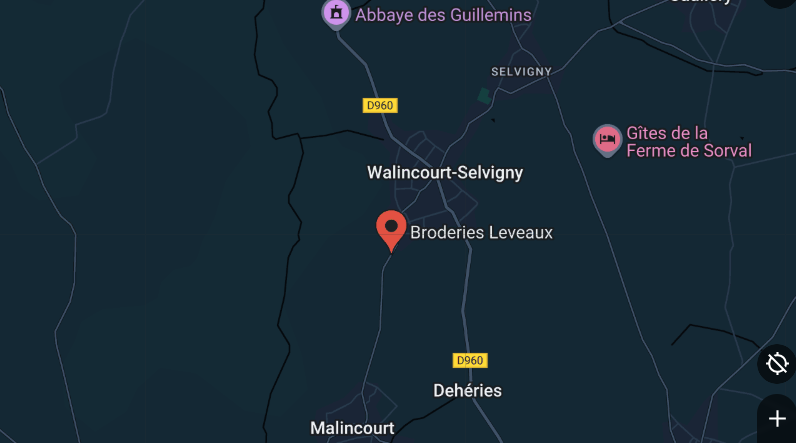 Abbaye des Guillemins
SELVIGNY
D960
Gîtes de la
Ferme de Sorval
Walincourt-Selvigny
Broderies Leveaux
D960
Dehéries
Malincourt